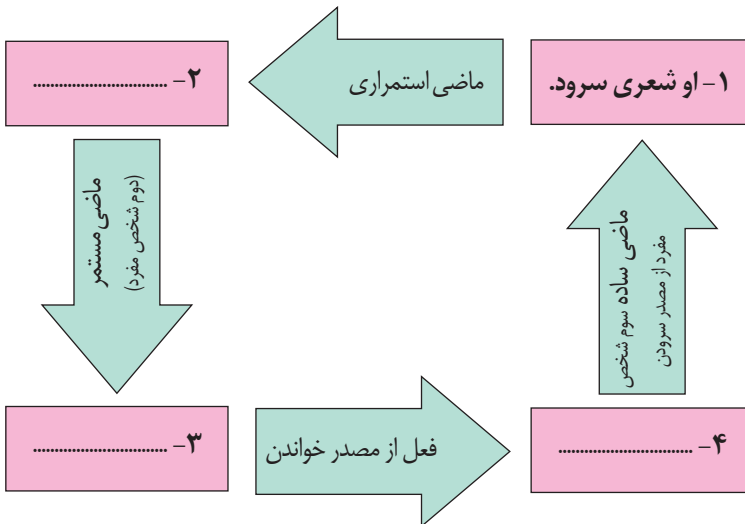 ۱- او شعری سرود.
ماضی استمراری
۲- ................................
ماضی مستمر
(دوم شخص مفرد)
۳- ................................
فعل از مصدر خواندن
۴- ................................
ماضی ساده سوم شخص
مفرد از مصدر سرودن